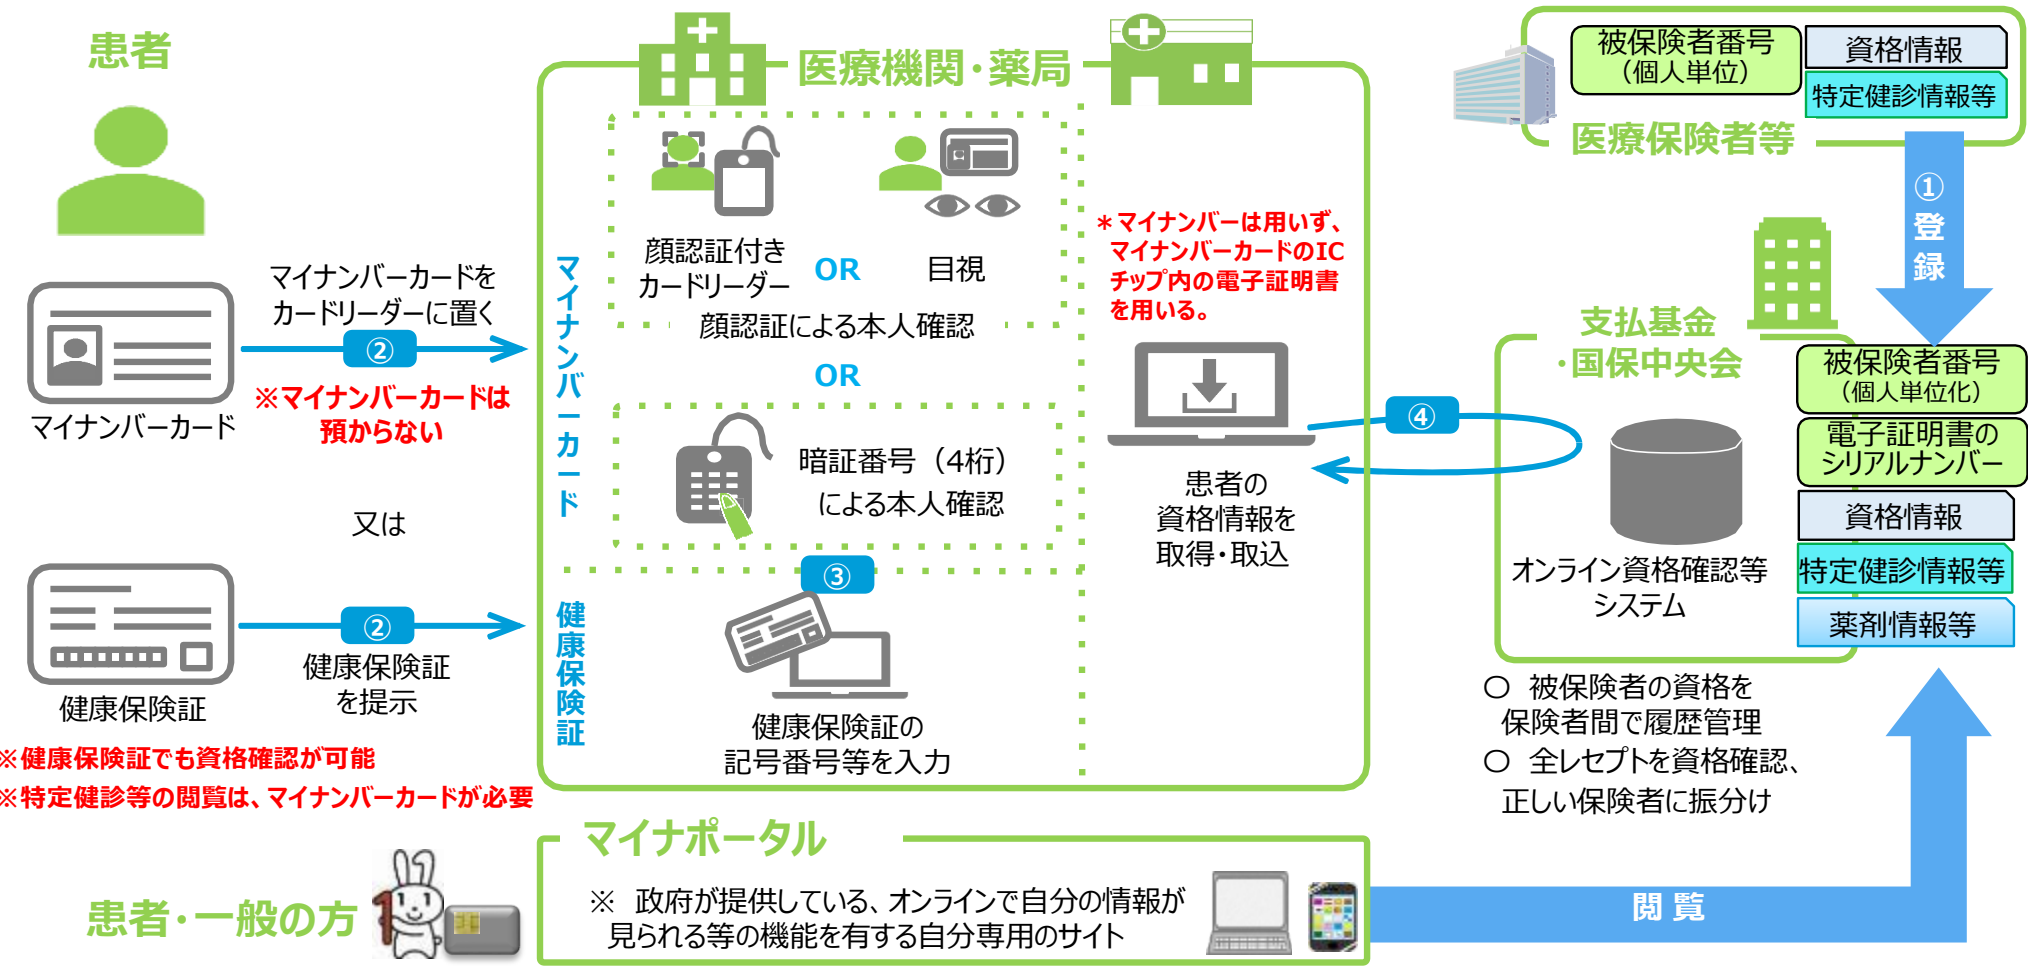 患者
マイナンバーカード
マイナンバーカードを
カードリーダーに置く
②
※マイナンバーカードは
預からない
又は
健康保険証
②
健康保険証
を提示
※健康保険証でも資格確認が可能
※特定健診等の閲覧は、マイナンバーカードが必要
医療機関・薬局
マイナンバーカード
顔認証付き
カードリーダー
OR
目視
顔認証による本人確認
OR
暗証番号（4桁）
による本人確認
③
健康保険証
健康保険証の
記号番号等を入力
＊マイナンバーは用いず、
マイナンバーカードのIC
チップ内の電子証明書
を用いる。
患者の
資格情報を
取得・取込
④
被保険者番号
（個人単位）
資格情報
特定健診情報等
医療保険者等
①
登
録
支払基金
・国保中央会
オンライン資格確認等
システム
被保険者番号
（個人単位化）
電子証明書の
シリアルナンバー
資格情報
特定健診情報等
薬剤情報等
○　被保険者の資格を
保険者間で履歴管理
○　全レセプトを資格確認、
正しい保険者に振分け
患者・一般の方
1
マイナポータル
※　政府が提供している、オンラインで自分の情報が
見られる等の機能を有する自分専用のサイト
閲 覧